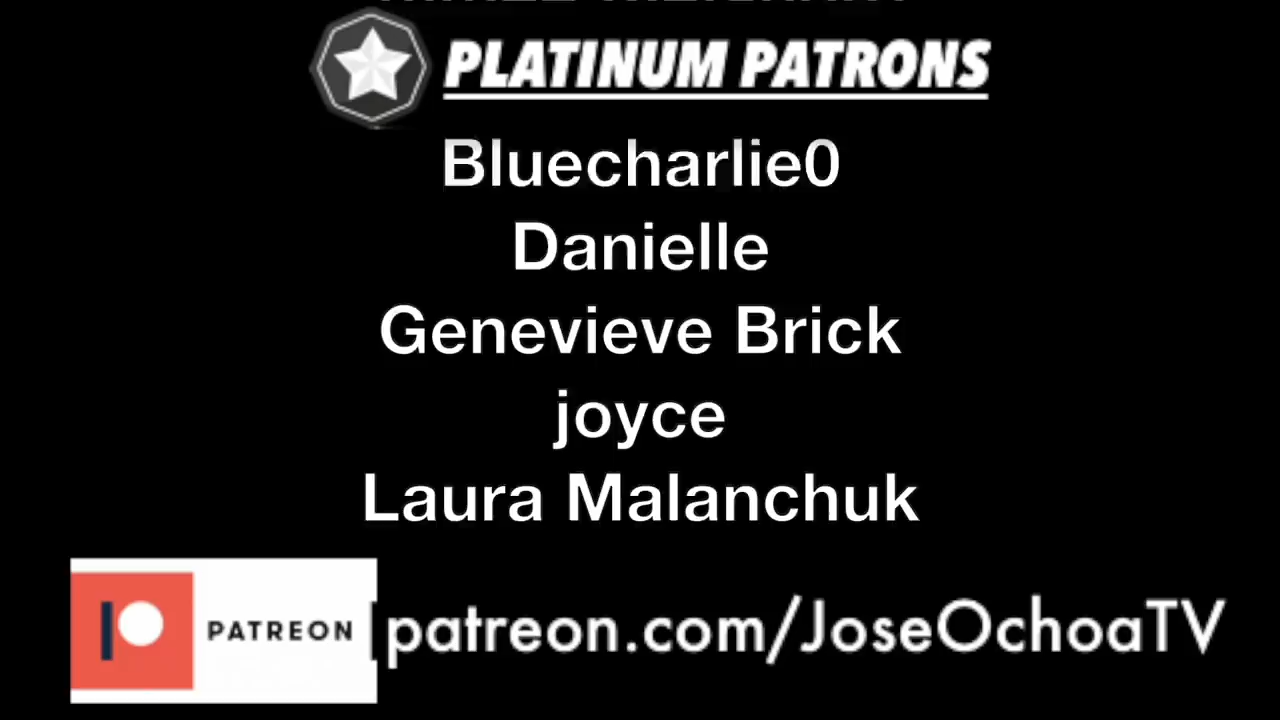 PLATINUM PATRONS
Bluecharlie0
Danielle
Genevieve Brick
joyce
Laura Malanchuk
PATREON
patreon.com/JoseOchoaTV